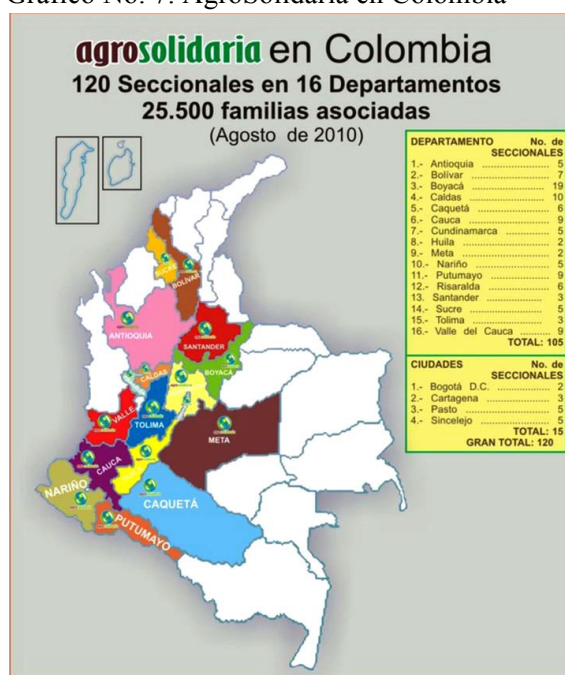 Gráfico No. 7. AgroSolidaria en Colombia
agrosolidaria en Colombia
120 Seccionales en 16 Departamentos
25.500 familias asociadas
(Agosto de 2010)
DEPARTAMENTO No. de
SECCIONALES
1.- Antioquia .................... 5
2.- Bolívar ....................... 7
3.- Boyacá ....................... 19
4.- Caldas ....................... 10
5.- Caquetá ..................... 6
6.- Cauca ........................ 9
7.- Cundinamarca ............. 5
8.- Huila .......................... 2
9.- Meta .......................... 2
10.- Nariño ...................... 5
11.- Putumayo ................. 9
12.- Risaralda .................. 6
13. Santander .................. 3
14.- Sucre ....................... 5
15.- Tolima ...................... 3
16.- Valle del Cauca ......... 9
TOTAL: 105
CIUDADES No. de
SECCIONALES
1.- Bogotá D.C. ................ 2
2.- Cartagena .................. 3
3.- Pasto ......................... 5
4.- Sincelejo .................... 5
TOTAL: 15
GRAN TOTAL: 120
SUCRE
BOLÍVAR
ANTIOQUIA
SANTANDER
BOYACÁ
CALDAS
VALLE
TOLIMA
META
CAUCA
NARIÑO
CAQUETÁ
PUTUMAYO